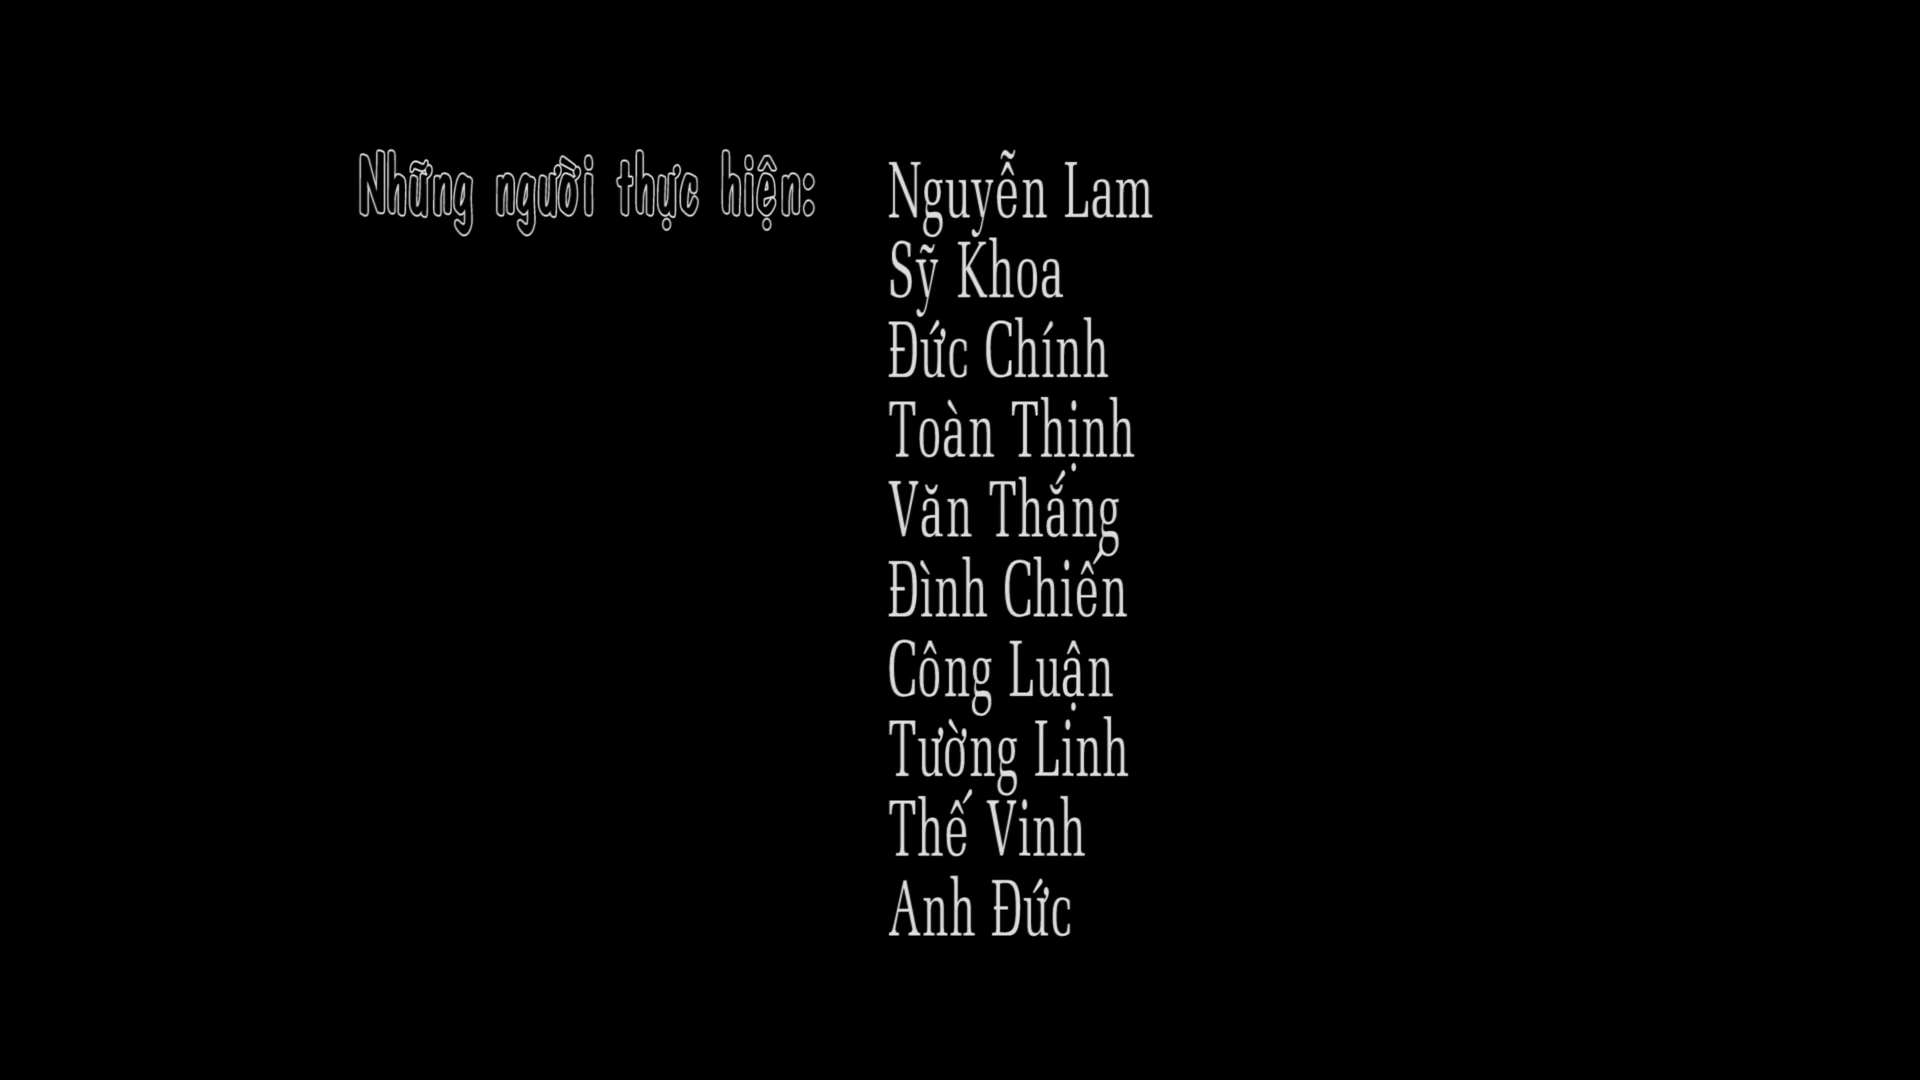 Những người thực hiện: Nguyễn Lam
Sỹ Khoa
Đức Chính
Toàn Thịnh
Văn Thắng
Đình Chiến
Công Luận
Tường Linh
Thế Vinh
Anh Đức